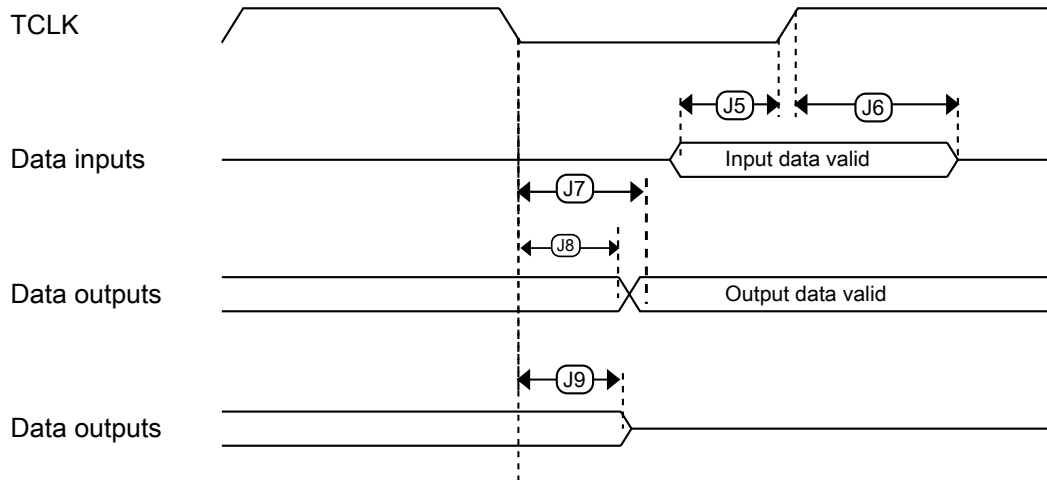 TCLK
J5
J6
Data inputs
Input data valid
J7
J8
Data outputs
Output data valid
J9
Data outputs